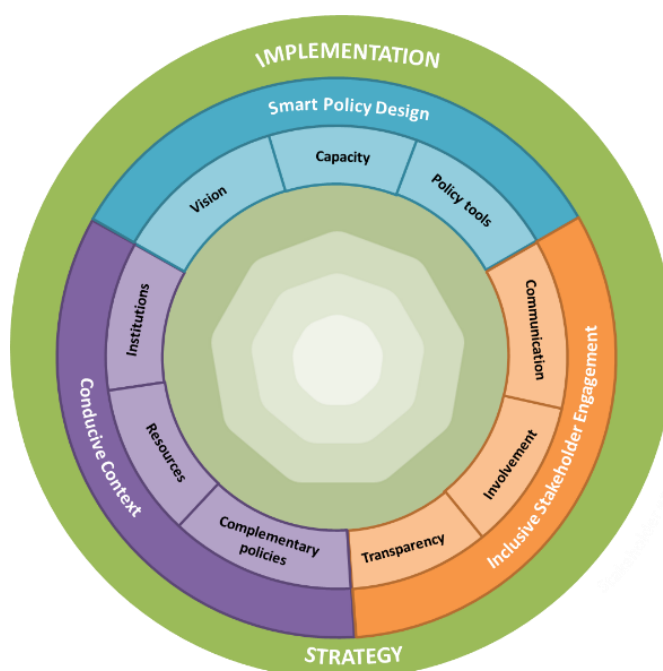 IMPLEMENTATION
Smart Policy Design
Vision
Capacity
Policy tools
Communication
Involvement
Transparency
Inclusive Stakeholder Engagement
Institutions
Resources
Complementary
policies
Conducive Context
STRATEGY